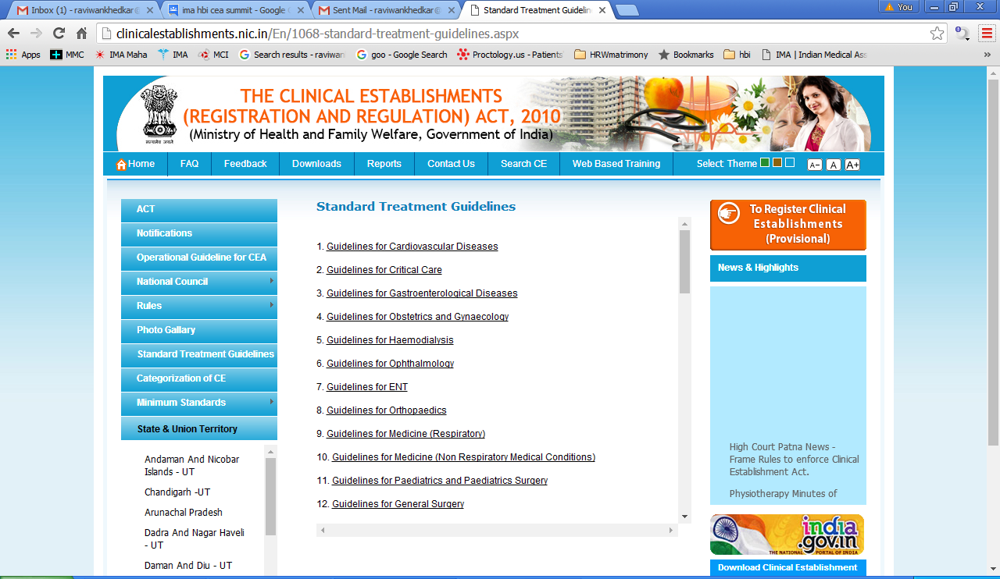 Inbox (1) - raviwankhedkar@
ima hbi cea summit - Google
Sent Mail - raviwankhedkar@
Standard Treatment Guidelin
You
clinicalestablishments.nic.in/En/1068-standard-treatment-guidelines.aspx
Apps MMC IMA Maha IMA MCI Search results - raviwan goo - Google Search Proctology.us - Patients HRWmatrimony Bookmarks hbi IMA | Indian Medical Ass »
THE CLINICAL ESTABLISHMENTS
(REGISTRATION AND REGULATION) ACT, 2010
(Ministry of Health and Family Welfare, Government of India)
सत्यमेव जयते
Home FAQ Feedback Downloads Reports Contact Us Search CE Web Based Training Select Theme A- A A+
ACT
Notifications
Operational Guideline for CEA
National Council
Rules
Photo Gallary
Standard Treatment Guidelines
Categorization of CE
Minimum Standards
State & Union Territory
Andaman And Nicobar
Islands - UT
Chandigarh -UT
Arunachal Pradesh
Dadra And Nagar Haveli
- UT
Daman And Diu - UT
Standard Treatment Guidelines
1. Guidelines for Cardiovascular Diseases
2. Guidelines for Critical Care
3. Guidelines for Gastroenterological Diseases
4. Guidelines for Obstetrics and Gynaecology
5. Guidelines for Haemodialysis
6. Guidelines for Ophthalmology
7. Guidelines for ENT
8. Guidelines for Orthopaedics
9. Guidelines for Medicine (Respiratory)
10. Guidelines for Medicine (Non Respiratory Medical Conditions)
11. Guidelines for Paediatrics and Paediatrics Surgery
12. Guidelines for General Surgery
To Register Clinical
Establishments
(Provisional)
News & Highlights
High Court Patna News -
Frame Rules to enforce Clinical
Establishment Act.
Physiotherapy Minutes of
india
gov.in
THE NATIONAL PORTAL OF INDIA
Download Clinical Establishment